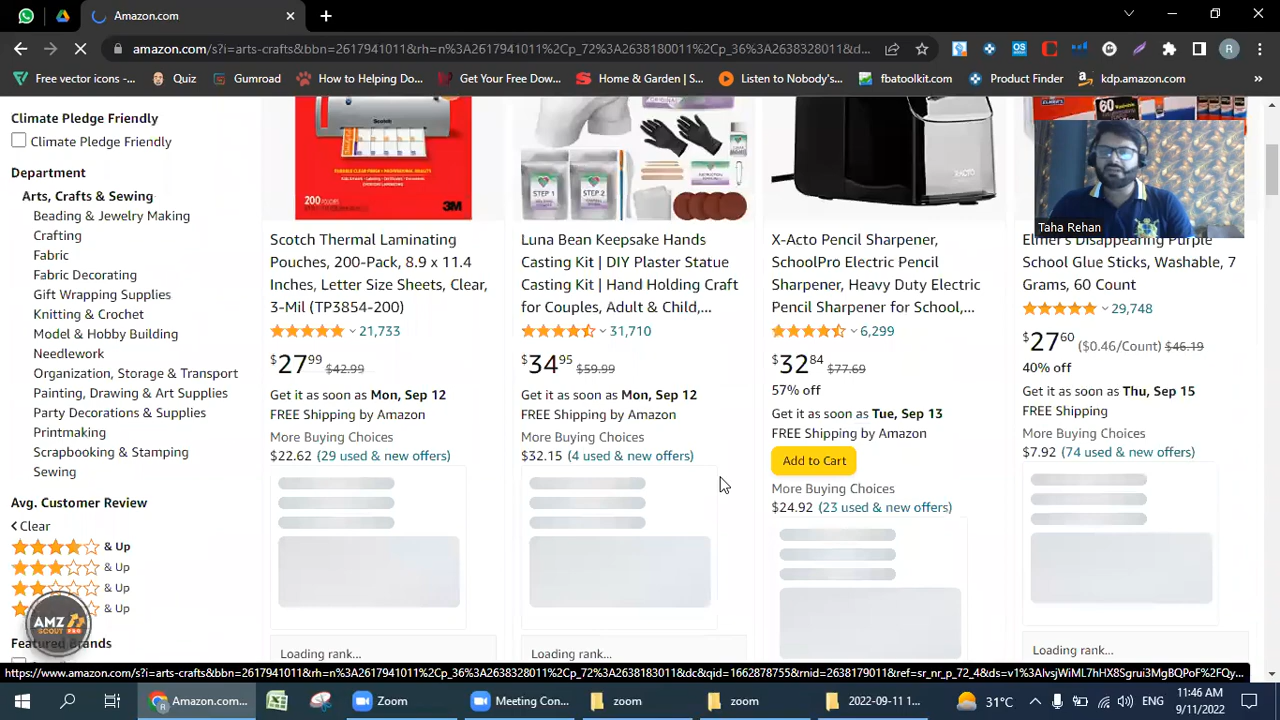 Amazon.com
amazon.com/s?i=arts-crafts&bbn=2617941011&rh=n%3A2617941011%2Cp_72%3A2638180011%2Cp_36%3A2638328011&d...
Free vector icons -...
Quiz
Gumroad
How to Helping Do...
Get Your Free Dow...
Home & Garden | S...
Listen to Nobody's...
fbatoolkit.com
Product Finder
kdp.amazon.com
»
Climate Pledge Friendly
Climate Pledge Friendly
Department
Arts, Crafts & Sewing
Beading & Jewelry Making
Crafting
Fabric
Fabric Decorating
Gift Wrapping Supplies
Knitting & Crochet
Model & Hobby Building
Needlework
Organization, Storage & Transport
Painting, Drawing & Art Supplies
Party Decorations & Supplies
Printmaking
Scrapbooking & Stamping
Sewing
Avg. Customer Review
Clear
& Up
& Up
& Up
& Up
Featured Brands
AMZ
SCOUT PRO
Scotch
200 POUCHES
3M
Scotch Thermal Laminating
Pouches, 200-Pack, 8.9 x 11.4
Inches, Letter Size Sheets, Clear,
3-Mil (TP3854-200)
21,733
$27.99 $42.99
Get it as soon as Mon, Sep 12
FREE Shipping by Amazon
More Buying Choices
$22.62 (29 used & new offers)
Loading rank...
STEP 1
STEP 2
Luna Bean Keepsake Hands
Casting Kit | DIY Plaster Statue
Casting Kit | Hand Holding Craft
for Couples, Adult & Child,...
31,710
$34.95 $59.99
Get it as soon as Mon, Sep 12
FREE Shipping by Amazon
More Buying Choices
$32.15 (4 used & new offers)
Loading rank...
X-ACTO
X-Acto Pencil Sharpener,
SchoolPro Electric Pencil
Sharpener, Heavy Duty Electric
Pencil Sharpener for School,...
6,299
$32.84 $77.69
57% off
Get it as soon as Tue, Sep 13
FREE Shipping by Amazon
Add to Cart
More Buying Choices
$24.92 (23 used & new offers)
Loading rank...
60
Taha Rehan
Elmer's Disappearing Purple
School Glue Sticks, Washable, 7
Grams, 60 Count
29,748
$27.60 ($0.46/Count) $46.19
40% off
Get it as soon as Thu, Sep 15
FREE Shipping
More Buying Choices
$7.92 (74 used & new offers)
Loading rank...
https://www.amazon.com/s?i=arts-crafts&bbn=2617941011&rh=n%3A2617941011%2Cp_36%3A2638328011%2Cp_72%3A2638183011&dc&qid=1662878755&rnid=2638179011&ref=sr_nr_p_72_4&ds=v1%3AIvsjWiML7hHX8Sgrui3MgBQPoF%2FQy...
Amazon.com...
Zoom
Meeting Con...
zoom
zoom
2022-09-11 1...
31°C
ENG
11:46 AM
9/11/2022